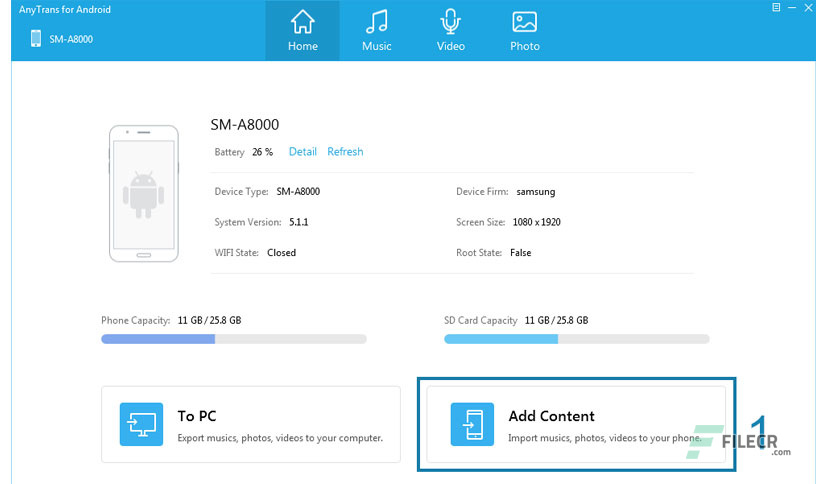 AnyTrans for Android
SM-A8000
Home Music Video Photo
SM-A8000
Battery 26 % Detail Refresh
Device Type: SM-A8000 Device Firm: samsung
System Version: 5.1.1 Screen Size: 1080 x 1920
WIFI State: Closed Root State: False
Phone Capacity: 11 GB / 25.8 GB SD Card Capacity 11 GB / 25.8 GB
To PC
Export musics, photos, videos to your computer.
Add Content
Import musics, photos, videos to your phone.
1
FILECR
.com